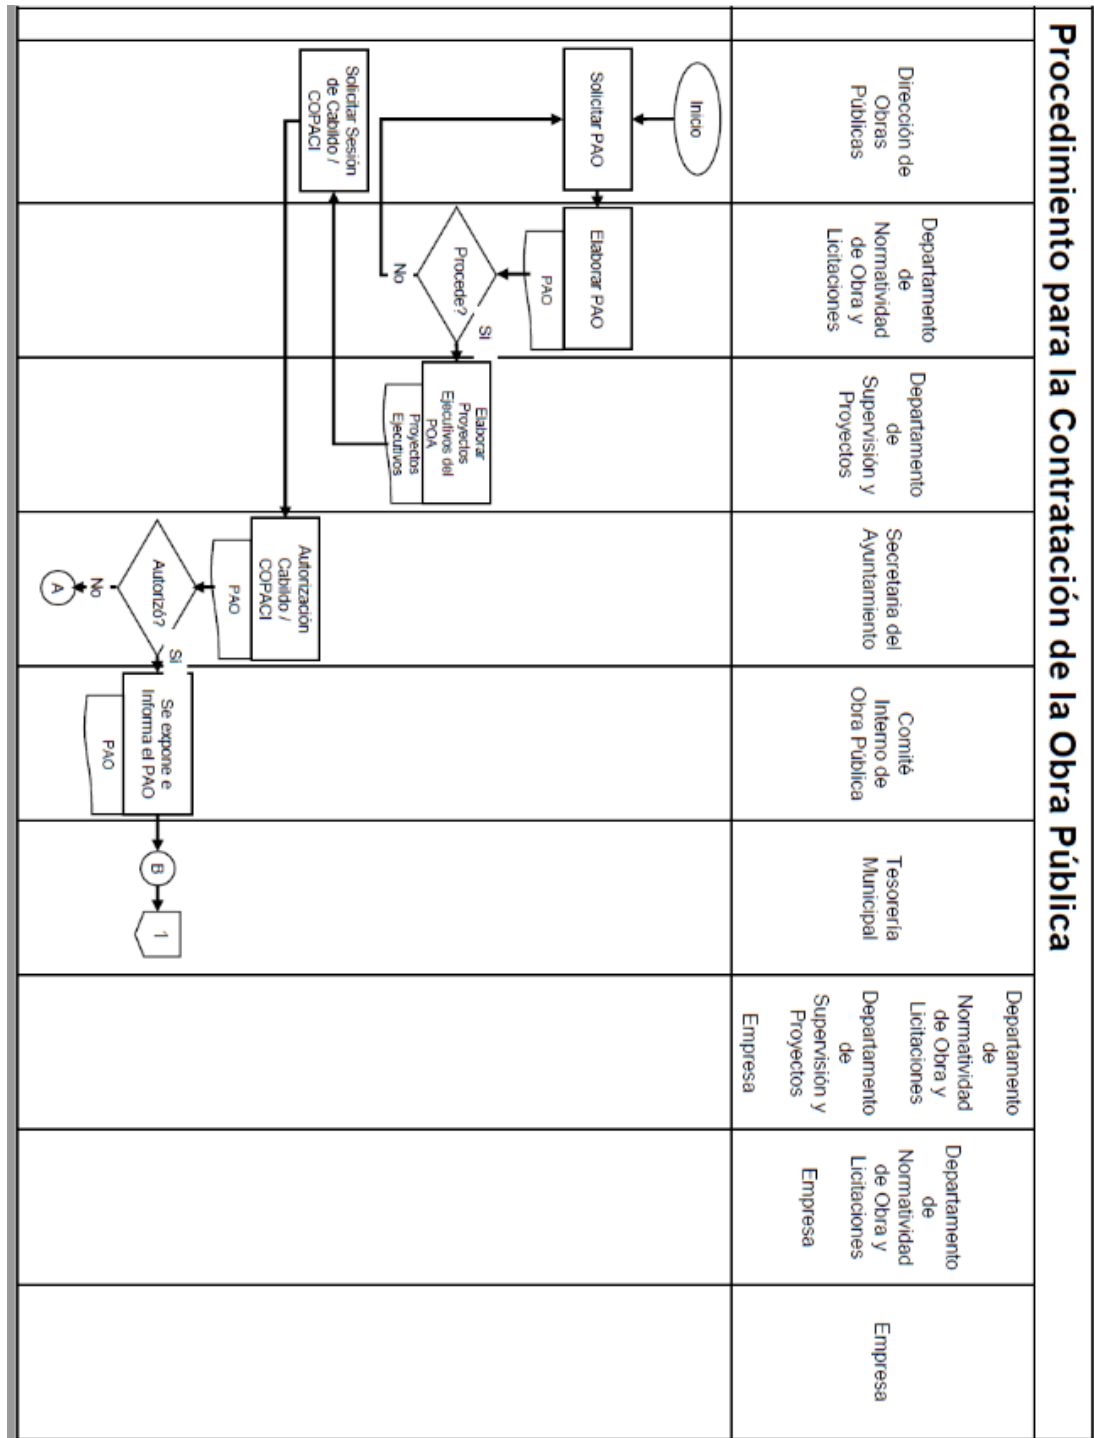 Procedimiento para la Contratación de la Obra Pública
Dirección de
Obras
Públicas
Departamento
de
Normatividad
de Obra y
Licitaciones
Departamento
de
Supervisión y
Proyectos
Secretaria del
Ayuntamiento
Comité
Interno de
Obra Pública
Tesorería
Municipal
Departamento
de
Normatividad
de Obra y
Licitaciones
Departamento
de
Supervisión y
Proyectos
Empresa
Departamento
de
Normatividad
de Obra y
Licitaciones
Empresa
Empresa
Inicio
Solicitar PAO
Elaborar PAO
PAO
Procede?
Si
No
Elaborar
Proyectos
Ejecutivos del
POA
Proyectos
Ejecutivos
Solicitar Sesión
de Cabildo /
COPACI
Autorización
Cabildo /
COPACI
PAO
Autorizó?
Si
No
A
Se expone e
Informa el PAO
PAO
B
1